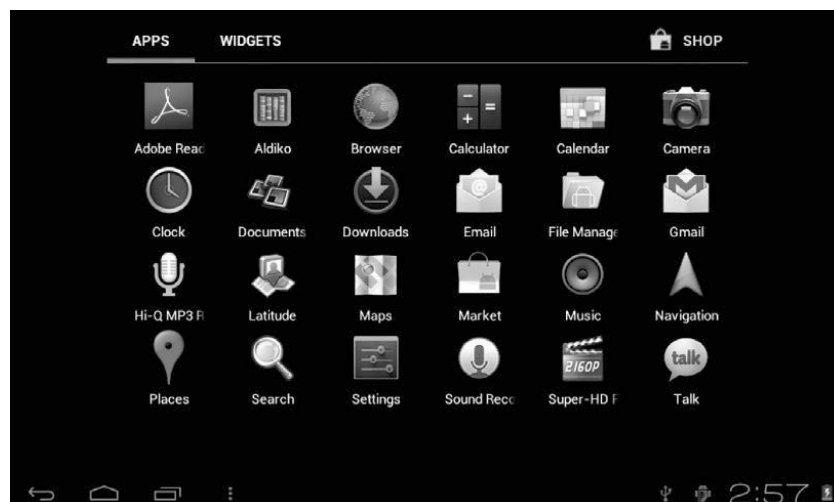 APPS WIDGETS SHOP
Adobe Read Aldiko Browser Calculator Calendar Camera
Clock Documents Downloads Email File Manage Gmail
Hi-Q MP3 R Latitude Maps Market Music Navigation
2160P talk
Places Search Settings Sound Reco Super-HD F Talk
2:57